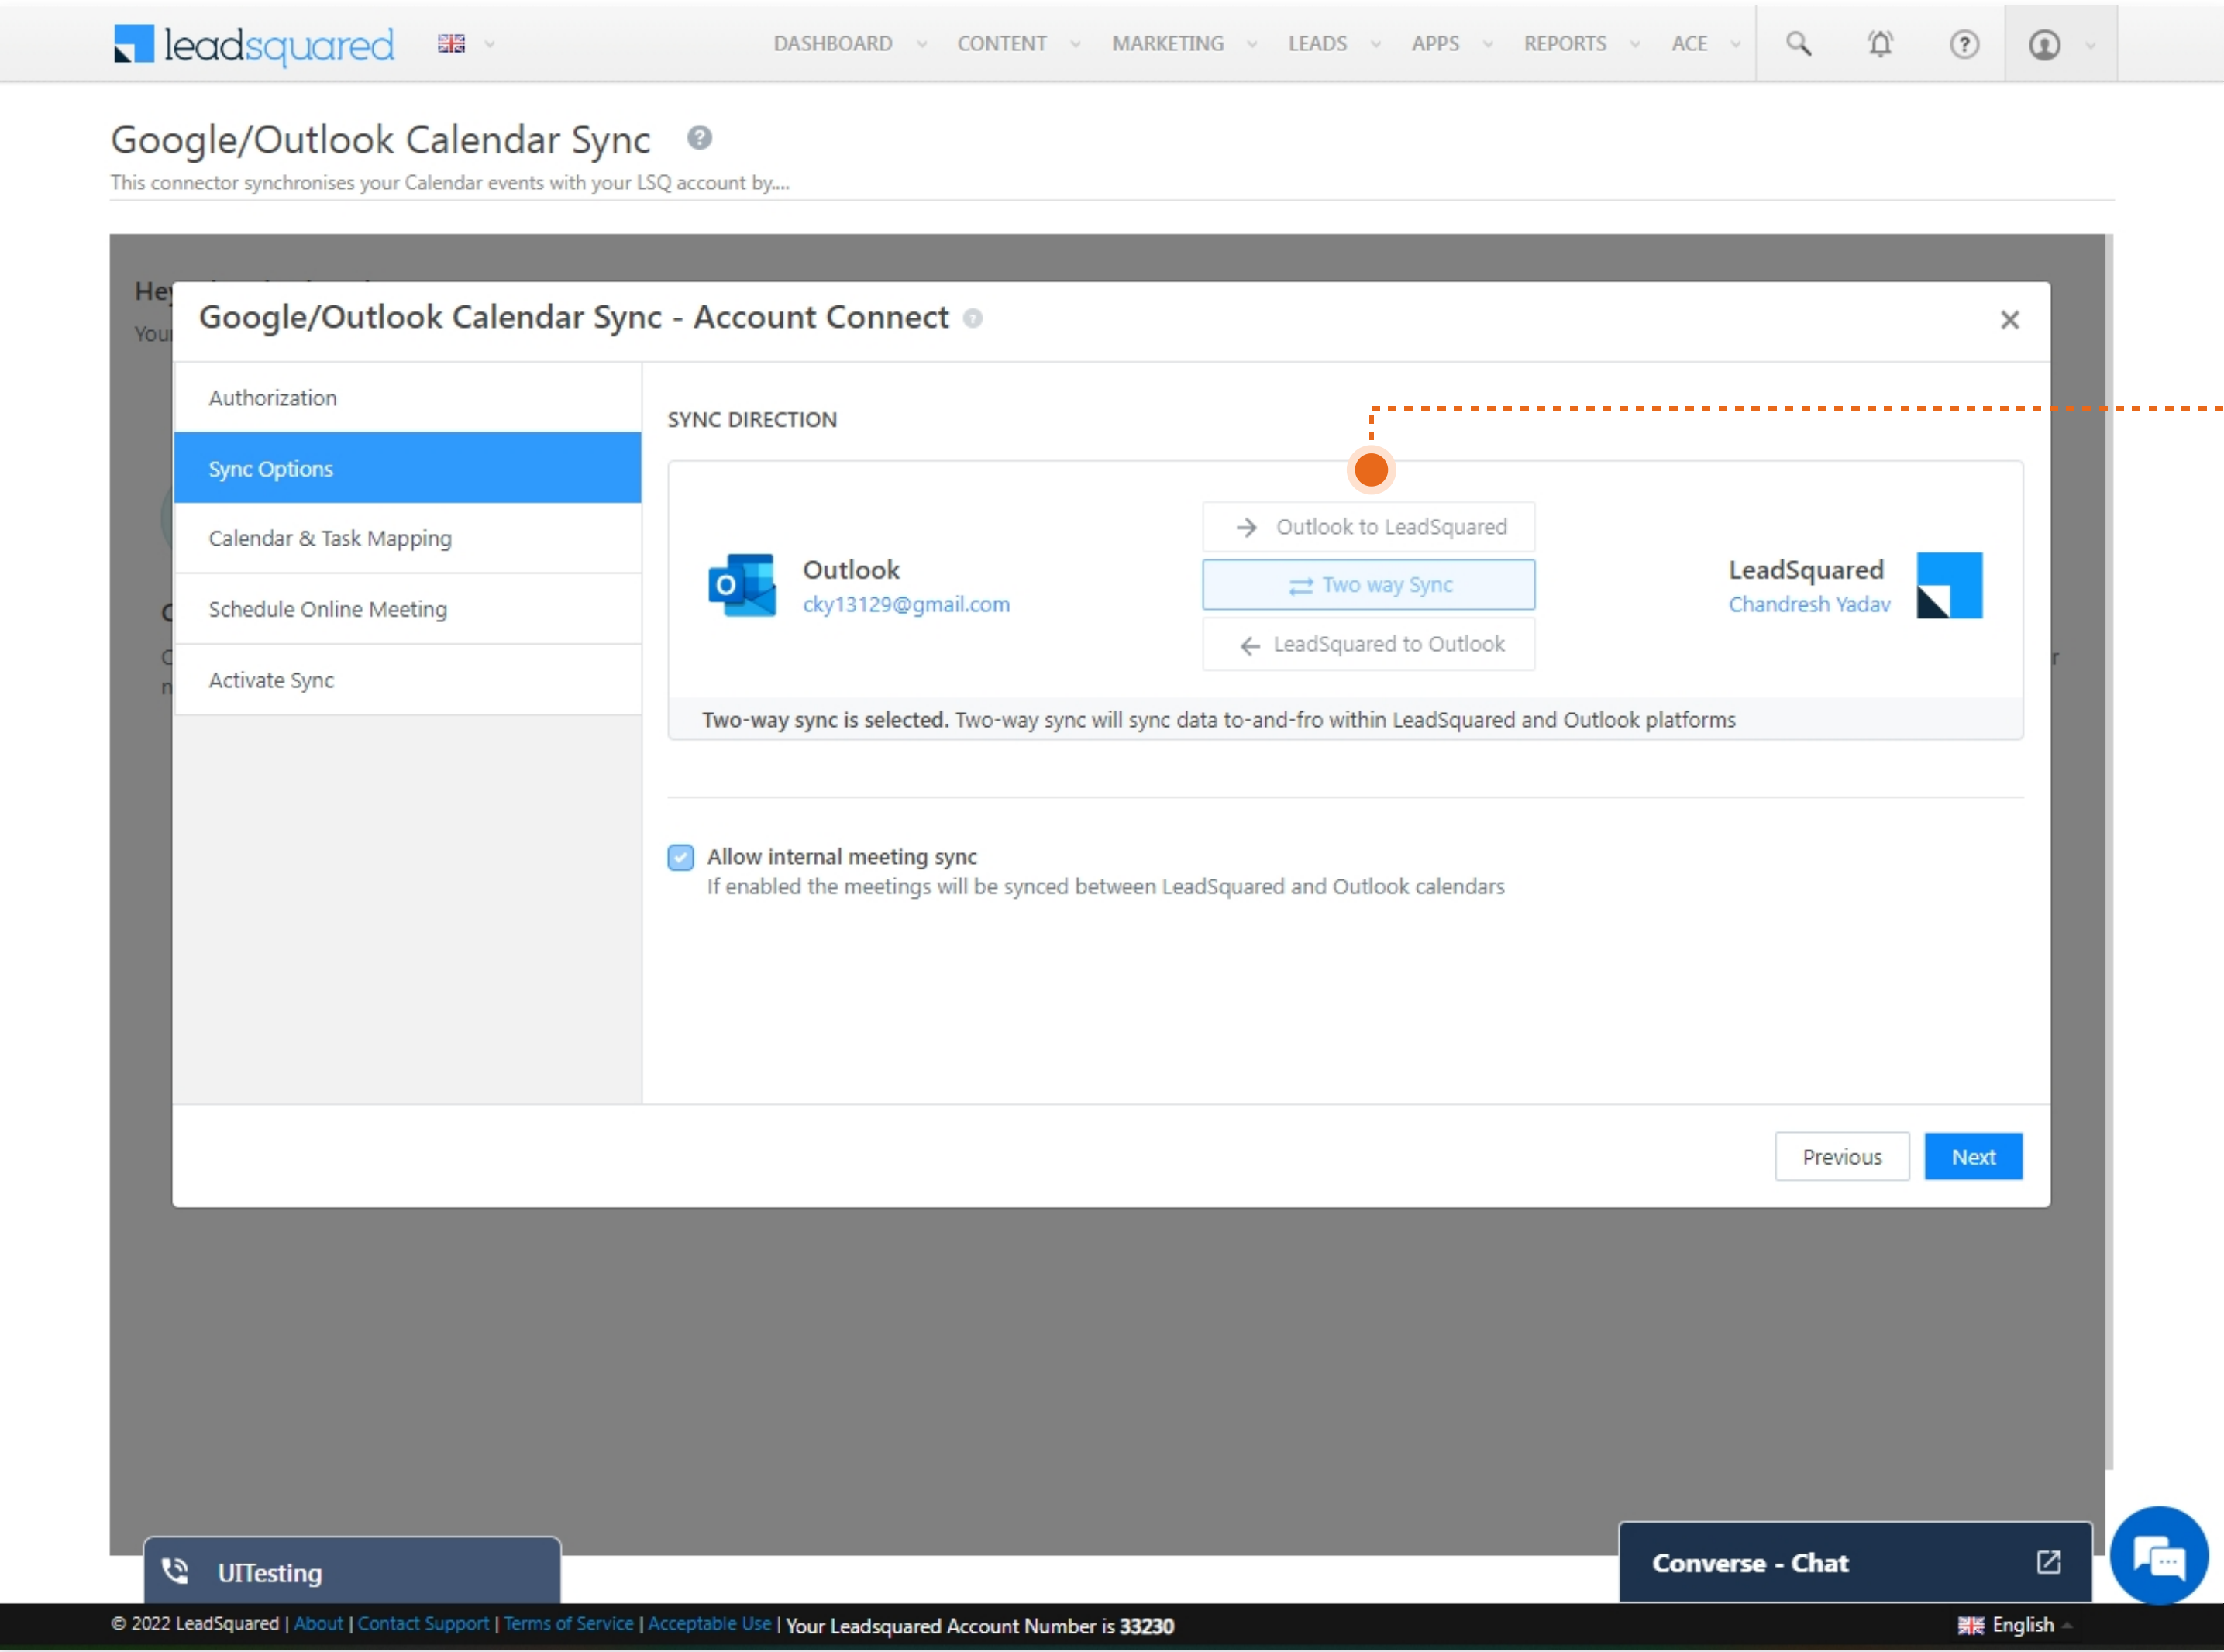 leadsquared
DASHBOARD CONTENT MARKETING LEADS APPS REPORTS ACE
Google/Outlook Calendar Sync ?
This connector synchronises your Calendar events with your LSQ account by....
Google/Outlook Calendar Sync - Account Connect ?
Authorization
Sync Options
Calendar & Task Mapping
Schedule Online Meeting
Activate Sync
SYNC DIRECTION
Outlook
cky13129@gmail.com
Outlook to LeadSquared
Two way Sync
LeadSquared to Outlook
LeadSquared
Chandresh Yadav
Two-way sync is selected. Two-way sync will sync data to-and-fro within LeadSquared and Outlook platforms
Allow internal meeting sync
If enabled the meetings will be synced between LeadSquared and Outlook calendars
Previous Next
UITesting
Converse - Chat
© 2022 LeadSquared | About | Contact Support | Terms of Service | Acceptable Use | Your Leadsquared Account Number is 33230
English